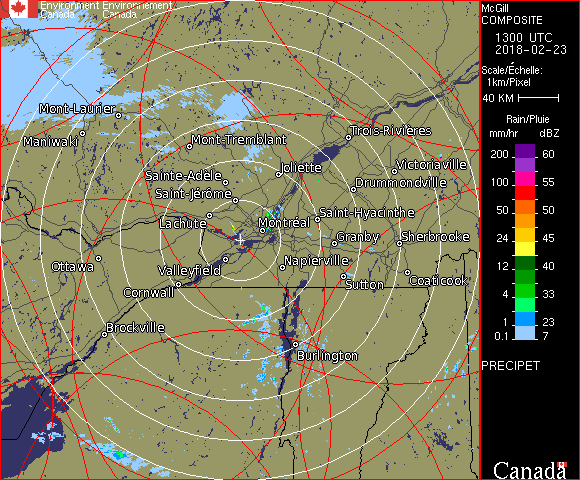 Environment Environnement
Canada Canada
McGill
COMPOSITE
1300 UTC
2018-02-23
Scale/Échelle:
1km/Pixel
40 KM
Rain/Pluie
mm/hr dBZ
200 60
100 55
50 50
24 45
12 40
4 33
1 23
0.1 7
PRECIPET
Canada
Mont-Laurier
Maniwaki
Mont-Tremblant
Trois-Rivières
Sainte-Adèle
Joliette
Victoriaville
Saint-Jérôme
Drummondville
Lachute
Montréal
Saint-Hyacinthe
Granby
Sherbrooke
Ottawa
Valleyfield
Napierville
Cornwall
Sutton
Coaticook
Brockville
Burlington